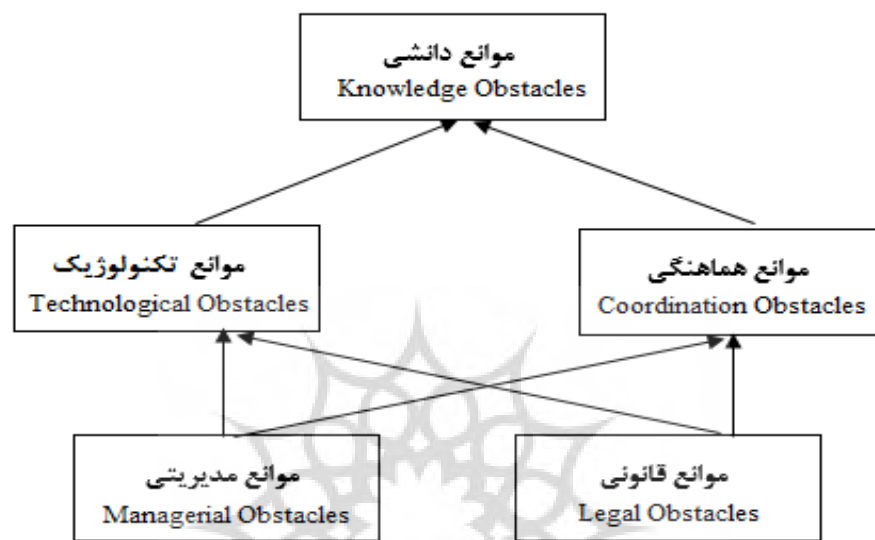 موانع دانشی
Knowledge Obstacles
موانع تکنولوژیک
Technological Obstacles
موانع هماهنگی
Coordination Obstacles
موانع مدیریتی
Managerial Obstacles
موانع قانونی
Legal Obstacles